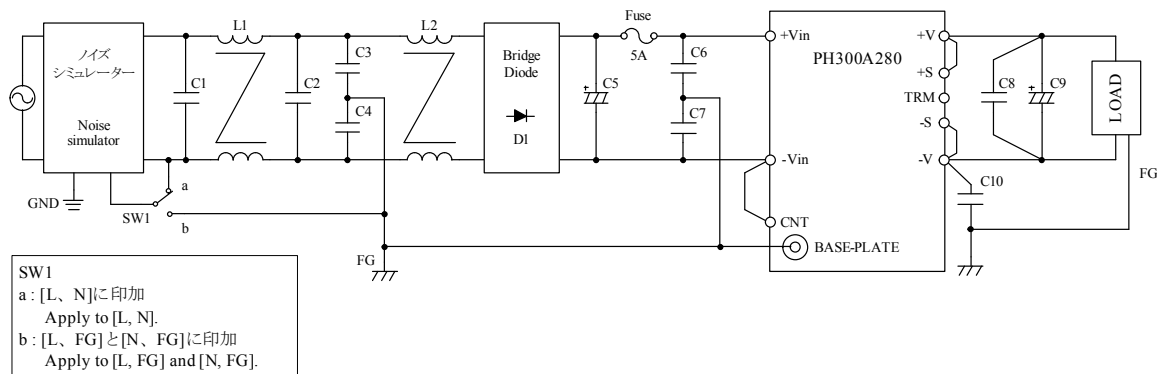 ノイズ
シミュレーター
Noise
simulator
GND
SW1
a
b
C1
L1
C2
C3
C4
L2
FG
Bridge
Diode
D1
+
C5
Fuse
5A
C6
C7
PH300A280
+Vin
-Vin
CNT
BASE-PLATE
+V
+S
TRM
-S
-V
C8
+
C9
C10
LOAD
FG
SW1
a : [L、N]に印加
Apply to [L, N].
b : [L、FG]と[N、FG]に印加
Apply to [L, FG] and [N, FG].